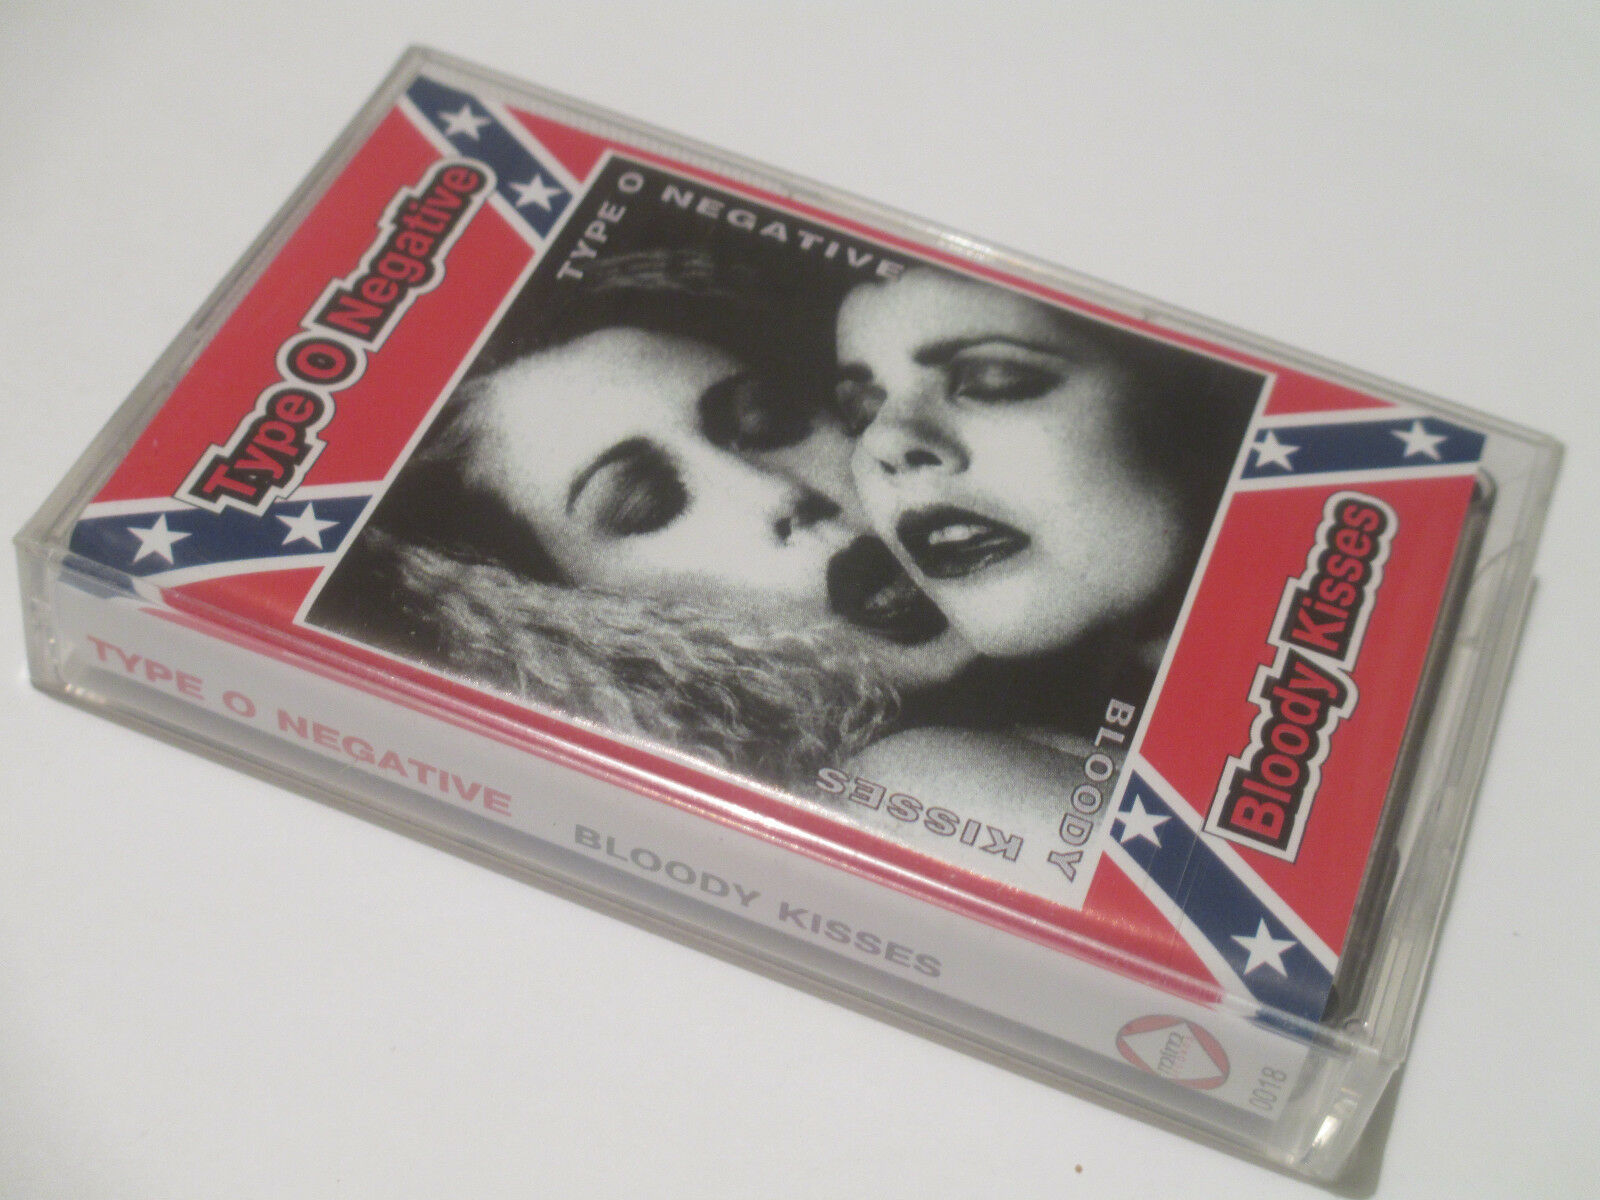 Type O Negative
TYPE O NEGATIVE
BLOODY KISSES
Bloody Kisses
TYPE O NEGATIVE BLOODY KISSES
0018